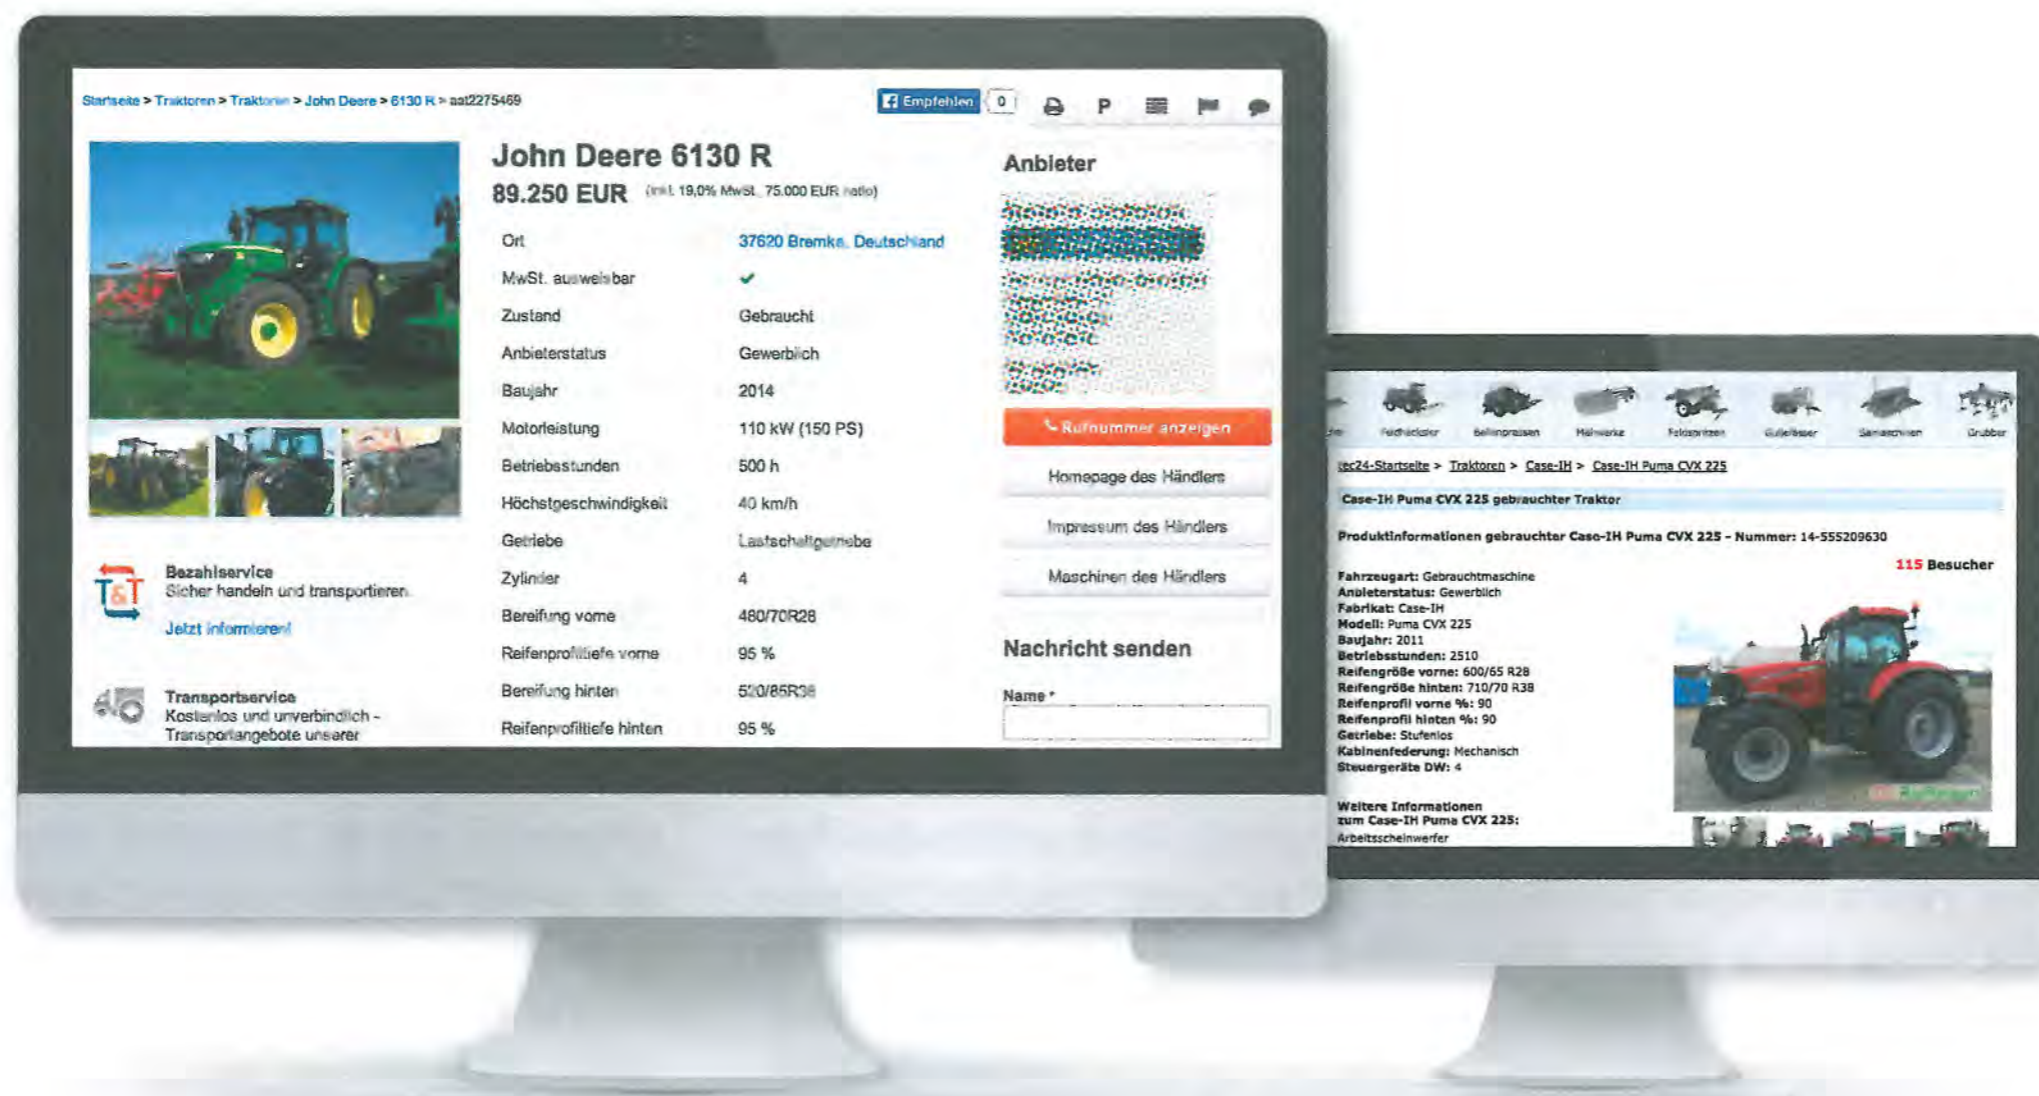 Startseite > Traktoren > Traktoren > John Deere > 6130 R > aat2275469
Empfehlen 0
P
John Deere 6130 R
89.250 EUR (inkl. 19,0% MwSt., 75.000 EUR netto)
Ort 37620 Bremke, Deutschland
MwSt. ausweisbar ✓
Zustand Gebraucht
Anbieterstatus Gewerblich
Baujahr 2014
Motorleistung 110 kW (150 PS)
Betriebsstunden 500 h
Höchstgeschwindigkeit 40 km/h
Getriebe Lastschaltgetriebe
Zylinder 4
Bereifung vorne 480/70R28
Reifenprofiltiefe vorne 95 %
Bereifung hinten 520/85R38
Reifenprofiltiefe hinten 95 %
T&T
Bezahlservice
Sicher handeln und transportieren.
Jetzt informieren!
Transportservice
Kostenlos und unverbindlich -
Transportangebote unserer
Anbieter
Rufnummer anzeigen
Homepage des Händlers
Impressum des Händlers
Maschinen des Händlers
Nachricht senden
Name *
Feldhäcksler Ballenpressen Mähwerke Feldspritzen Güllefässer Sämaschinen Grubber
tec24-Startseite > Traktoren > Case-IH > Case-IH Puma CVX 225
Case-IH Puma CVX 225 gebrauchter Traktor
Produktinformationen gebrauchter Case-IH Puma CVX 225 - Nummer: 14-555209630
115 Besucher
Fahrzeugart: Gebrauchtmaschine
Anbieterstatus: Gewerblich
Fabrikat: Case-IH
Modell: Puma CVX 225
Baujahr: 2011
Betriebsstunden: 2510
Reifengröße vorne: 600/65 R28
Reifengröße hinten: 710/70 R38
Reifenprofil vorne %: 90
Reifenprofil hinten %: 90
Getriebe: Stufenlos
Kabinenfederung: Mechanisch
Steuergeräte DW: 4
Weitere Informationen
zum Case-IH Puma CVX 225:
Arbeitsscheinwerfer